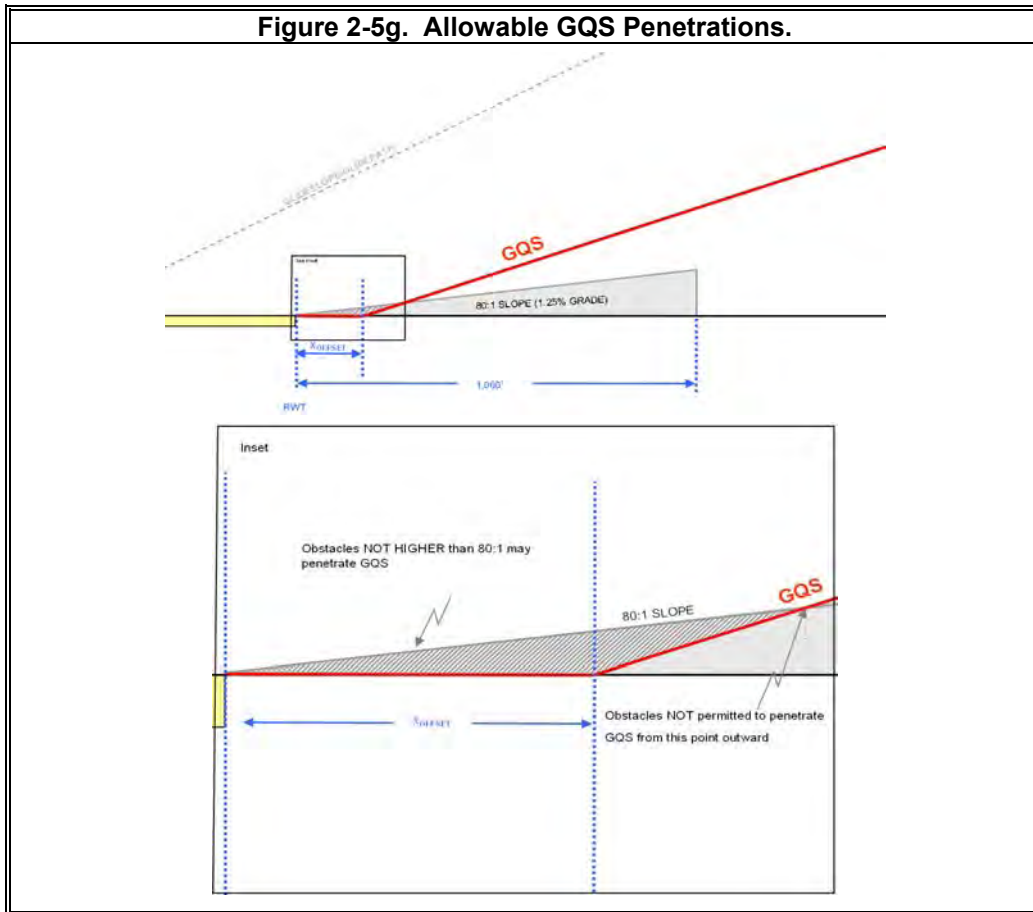 Figure 2-5g.  Allowable GQS Penetrations.
GQS
80:1 SLOPE (1.25% GRADE)
XOFFSET
RWT
Inset
Obstacles NOT HIGHER than 80:1 may
penetrate GQS
GQS
80:1 SLOPE
XOFFSET
Obstacles NOT permitted to penetrate
GQS from this point outward